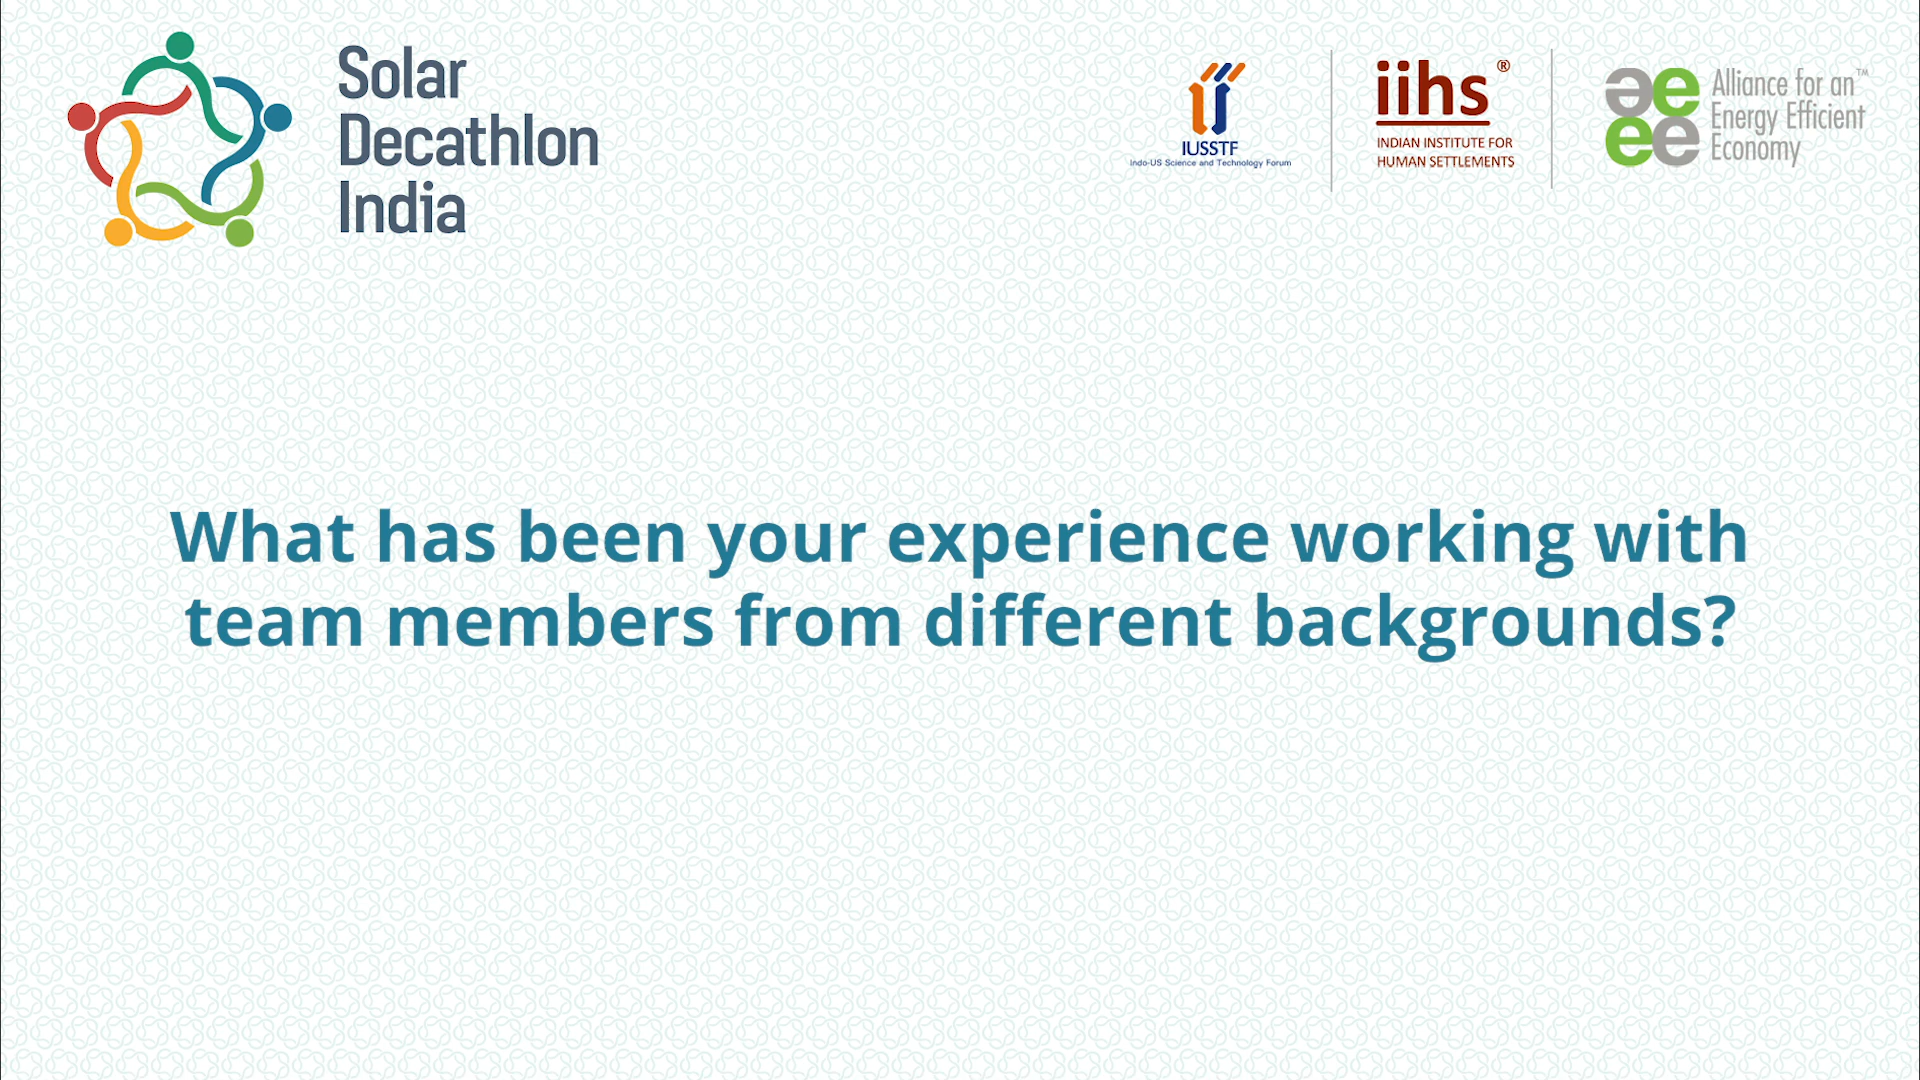 Solar
Decathlon
India
IUSSTF
Indo-US Science and Technology Forum
iihs®
INDIAN INSTITUTE FOR
HUMAN SETTLEMENTS
aeee
Alliance for an™
Energy Efficient
Economy
What has been your experience working with
team members from different backgrounds?